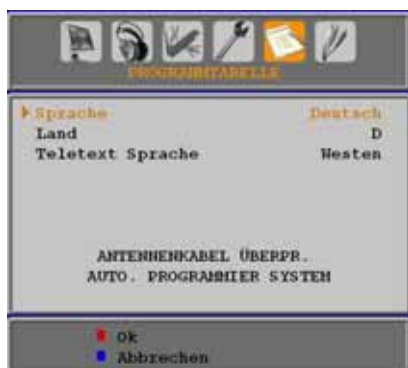 PROGRAMMTABELLE
Sprache Deutsch
Land D
Teletext Sprache Westen
ANTENNENKABEL ÜBERPR.
AUTO. PROGRAMMIER SYSTEM
Ok
Abbrechen